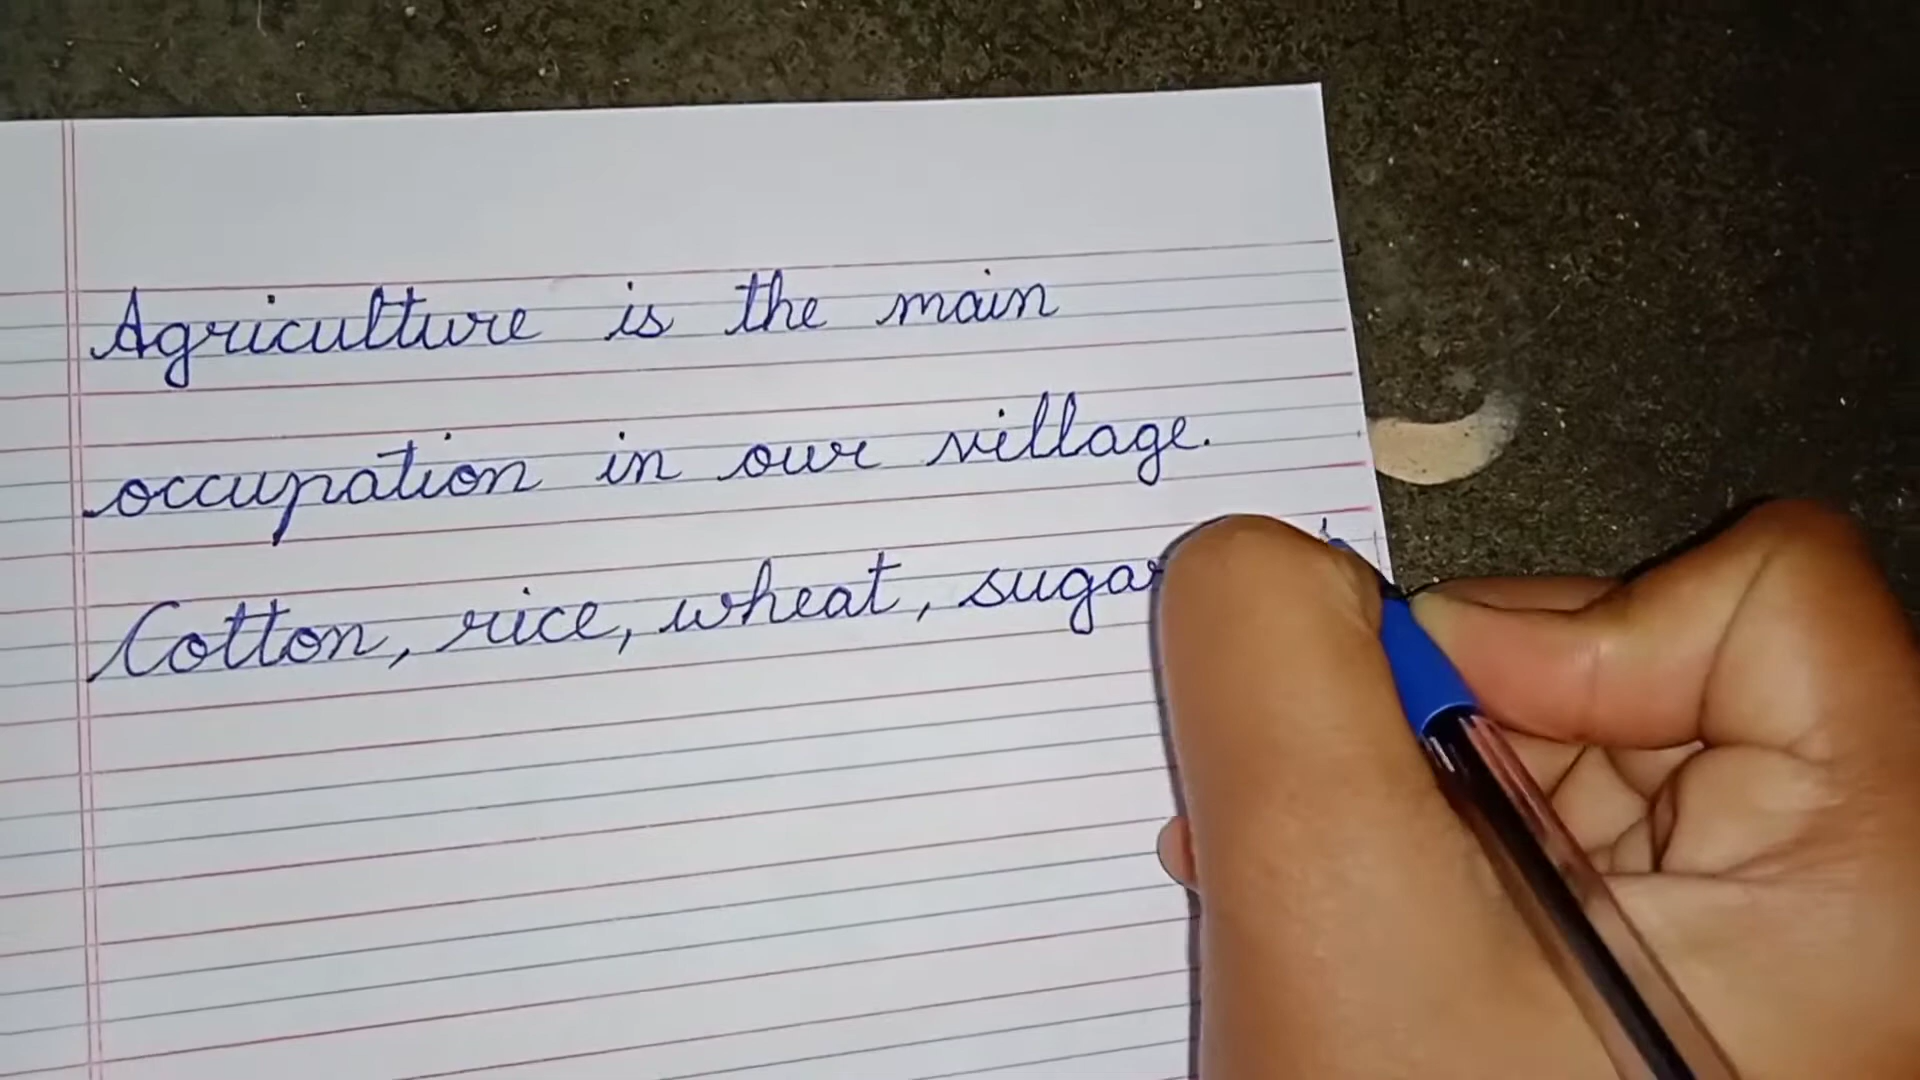 Agriculture is the main
occupation in our village.
Cotton, rice, wheat, sugar